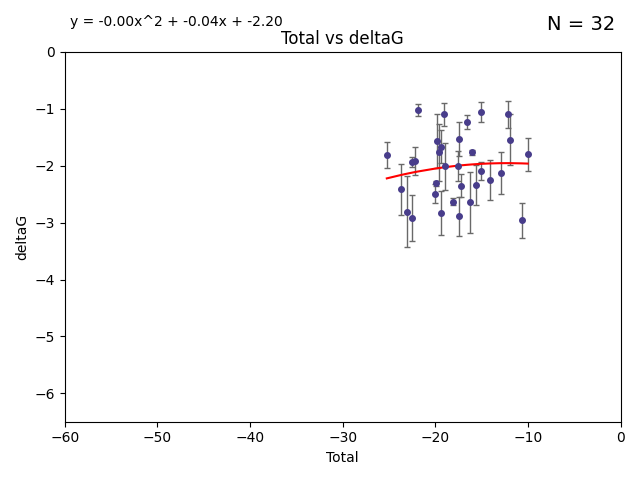 y = -0.00x^2 + -0.04x + -2.20
N = 32
Total vs deltaG
0
−1
−2
−3
−4
−5
−6
deltaG
−60 −50 −40 −30 −20 −10 0
Total